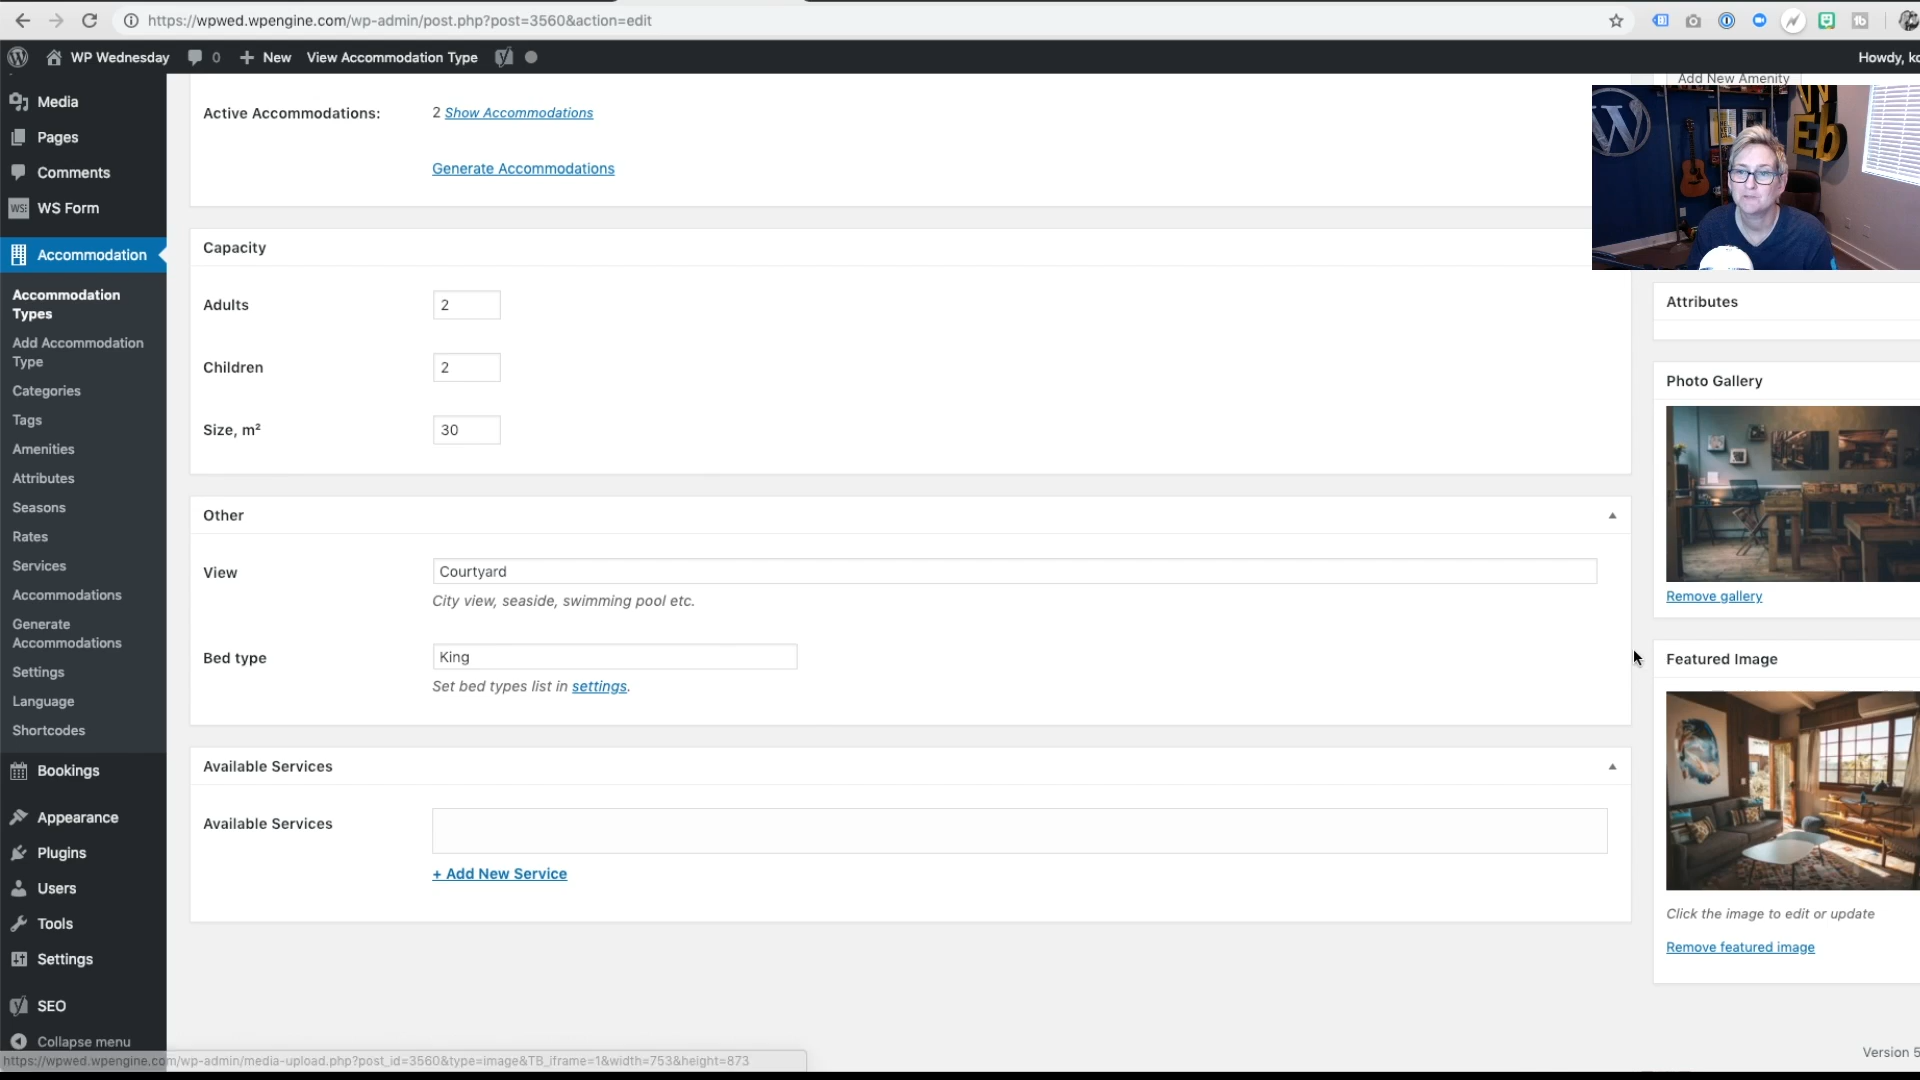 https://wpwed.wpengine.com/wp-admin/post.php?post=3560&action=edit
WP Wednesday
0
New
View Accommodation Type
Howdy, kc
Media
Pages
Comments
WS Form
Accommodation
Accommodation
Types
Add Accommodation
Type
Categories
Tags
Amenities
Attributes
Seasons
Rates
Services
Accommodations
Generate
Accommodations
Settings
Language
Shortcodes
Bookings
Appearance
Plugins
Users
Tools
Settings
SEO
Collapse menu
Active Accommodations:
2 Show Accommodations
Generate Accommodations
Capacity
Adults
2
Children
2
Size, m²
30
Other
View
Courtyard
City view, seaside, swimming pool etc.
Bed type
King
Set bed types list in settings.
Available Services
Available Services
+ Add New Service
Add New Amenity
Eb
Attributes
Photo Gallery
Remove gallery
Featured Image
Click the image to edit or update
Remove featured image
Version 5
https://wpwed.wpengine.com/wp-admin/media-upload.php?post_id=3560&type=image&TB_iframe=1&width=753&height=873